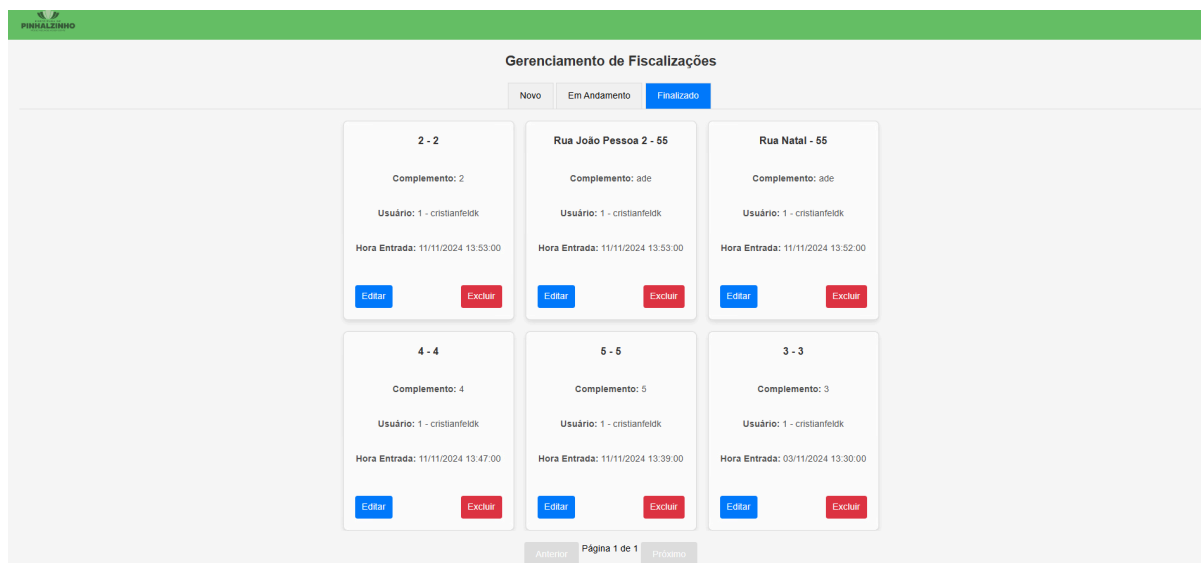 PINHALZINHO
Gerenciamento de Fiscalizações
Novo Em Andamento Finalizado
2 - 2
Complemento: 2
Usuário: 1 - cristianfeldk
Hora Entrada: 11/11/2024 13:53:00
Editar Excluir
Rua João Pessoa 2 - 55
Complemento: ade
Usuário: 1 - cristianfeldk
Hora Entrada: 11/11/2024 13:53:00
Editar Excluir
Rua Natal - 55
Complemento: ade
Usuário: 1 - cristianfeldk
Hora Entrada: 11/11/2024 13:52:00
Editar Excluir
4 - 4
Complemento: 4
Usuário: 1 - cristianfeldk
Hora Entrada: 11/11/2024 13:47:00
Editar Excluir
5 - 5
Complemento: 5
Usuário: 1 - cristianfeldk
Hora Entrada: 11/11/2024 13:39:00
Editar Excluir
3 - 3
Complemento: 3
Usuário: 1 - cristianfeldk
Hora Entrada: 03/11/2024 13:30:00
Editar Excluir
Anterior Página 1 de 1 Próximo